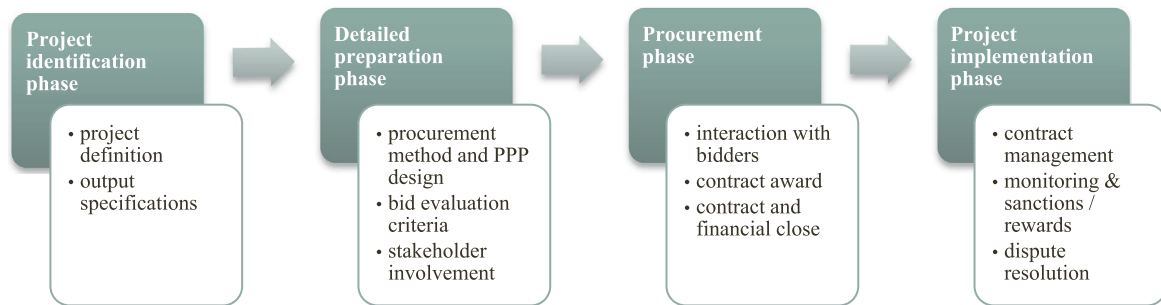 Project
identification
phase
• project
definition
• output
specifications
Detailed
preparation
phase
• procurement
method and PPP
design
• bid evaluation
criteria
• stakeholder
involvement
Procurement
phase
• interaction with
bidders
• contract award
• contract and
financial close
Project
implementation
phase
• contract
management
• monitoring &
sanctions /
rewards
• dispute
resolution